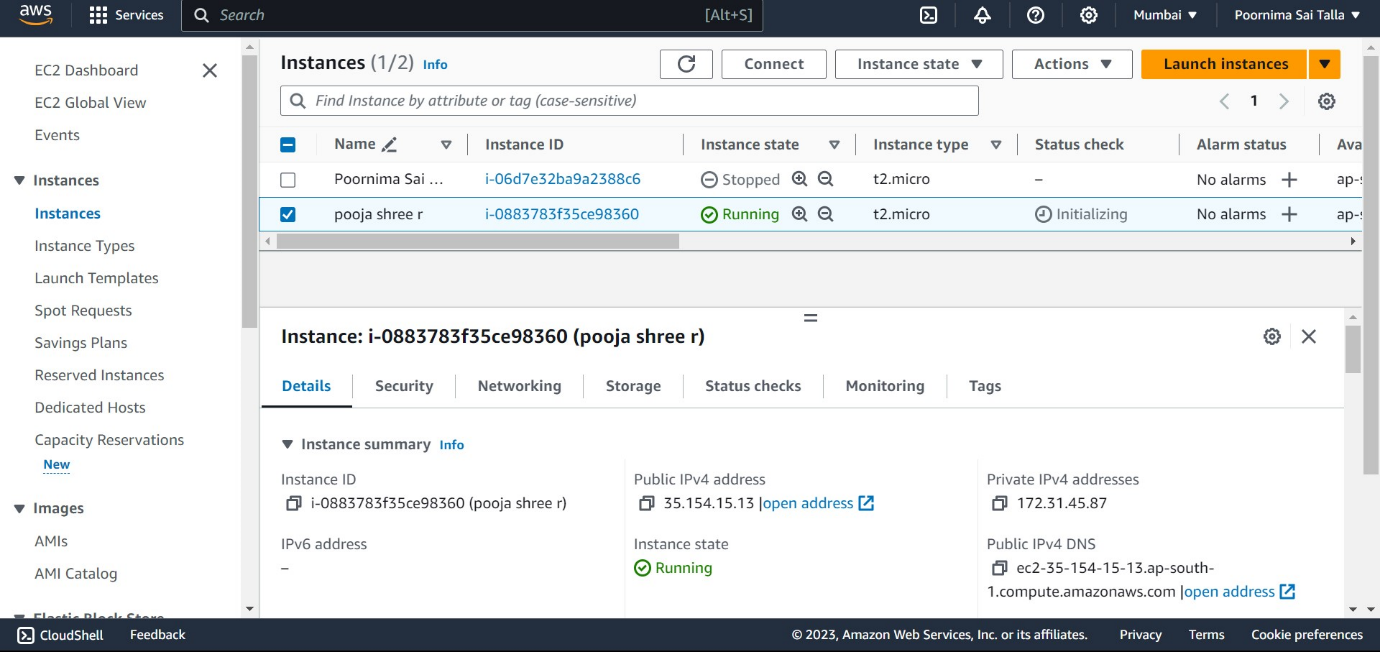 aws
Services
Search [Alt+S]
Mumbai
Poornima Sai Talla
EC2 Dashboard
EC2 Global View
Events
Instances
Instances
Instance Types
Launch Templates
Spot Requests
Savings Plans
Reserved Instances
Dedicated Hosts
Capacity Reservations
New
Images
AMIs
AMI Catalog
Elastic Block Store
Instances (1/2) Info
Connect
Instance state
Actions
Launch instances
Find Instance by attribute or tag (case-sensitive)
1
Name Instance ID Instance state Instance type Status check Alarm status Ava
Poornima Sai ... i-06d7e32ba9a2388c6 Stopped t2.micro – No alarms + ap-s
pooja shree r i-0883783f35ce98360 Running t2.micro Initializing No alarms + ap-s
Instance: i-0883783f35ce98360 (pooja shree r)
Details Security Networking Storage Status checks Monitoring Tags
Instance summary Info
Instance ID
i-0883783f35ce98360 (pooja shree r)
IPv6 address
–
Public IPv4 address
35.154.15.13 |open address
Instance state
Running
Private IPv4 addresses
172.31.45.87
Public IPv4 DNS
ec2-35-154-15-13.ap-south-
1.compute.amazonaws.com |open address
CloudShell Feedback © 2023, Amazon Web Services, Inc. or its affiliates. Privacy Terms Cookie preferences